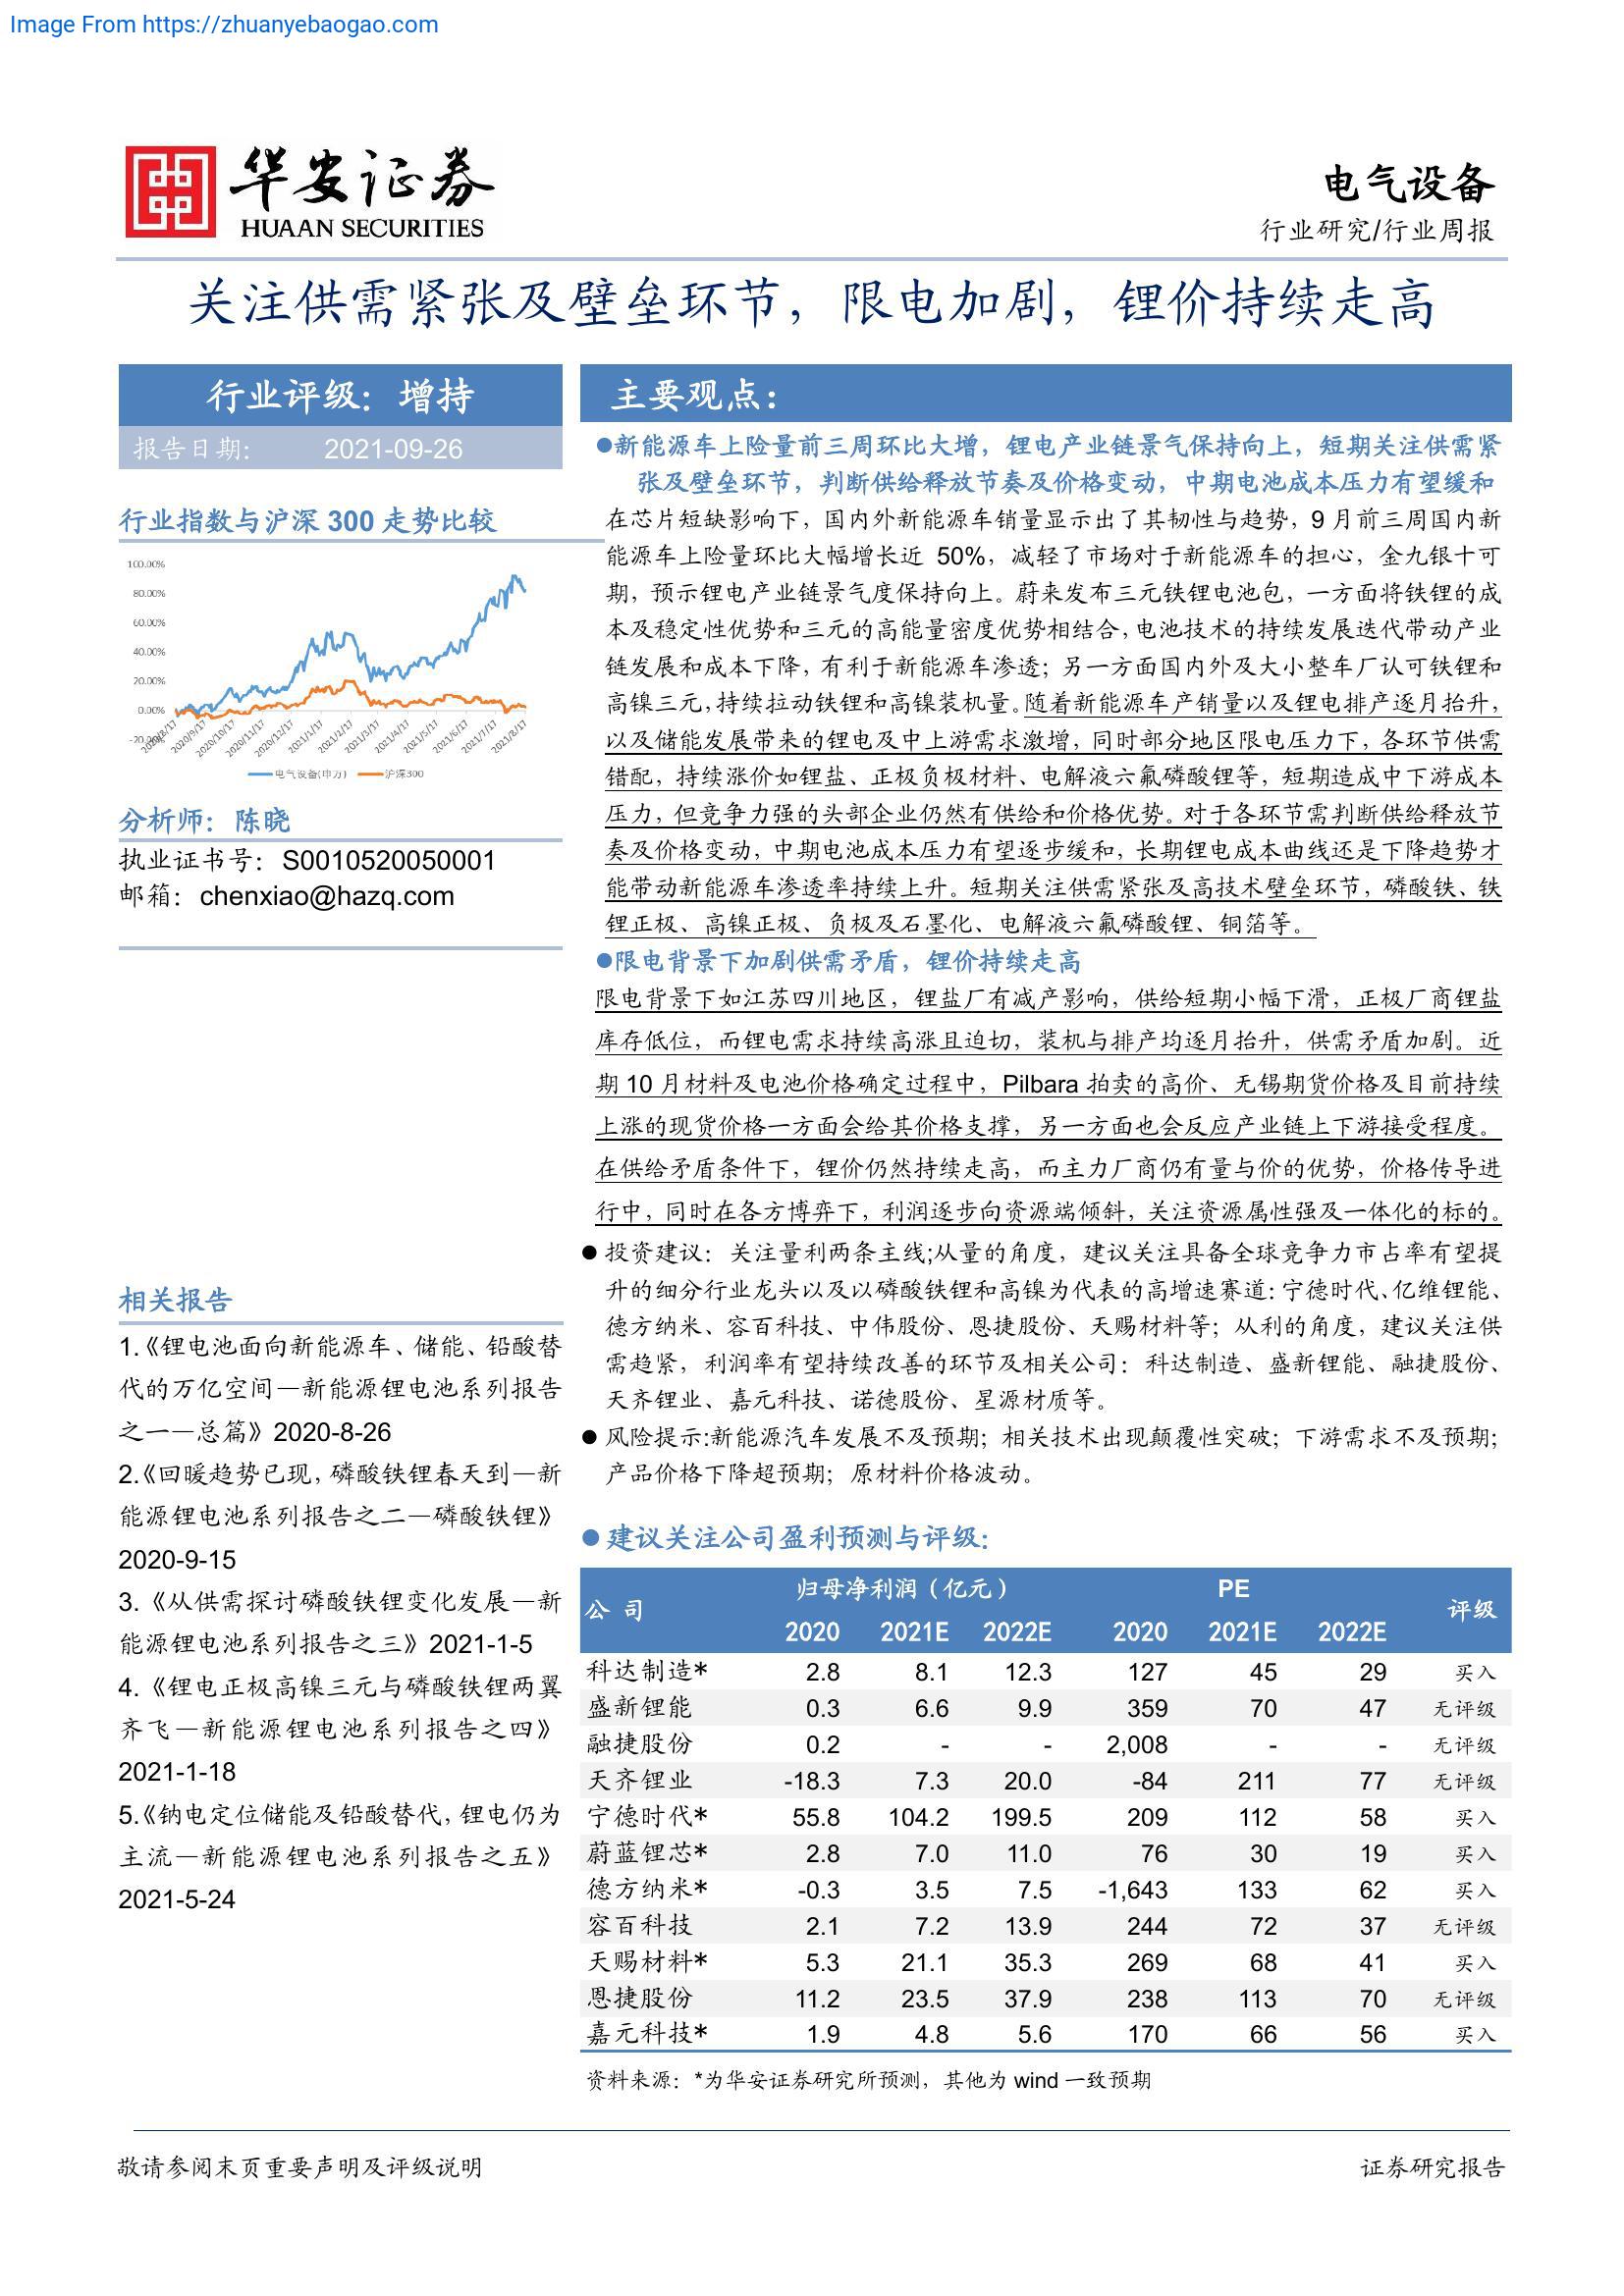 Image From https://zhuanyebaogao.com
华安证券
HUAAN SECURITIES
电气设备
行业研究/行业周报
关注供需紧张及壁垒环节，限电加剧，锂价持续走高
行业评级：增持
报告日期： 2021-09-26
行业指数与沪深 300 走势比较
100.00%
80.00%
60.00%
40.00%
20.00%
0.00%
-20.00%
2020/8/17 2020/9/17 2020/10/17 2020/11/17 2020/12/17 2021/1/17 2021/2/17 2021/3/17 2021/4/17 2021/5/17 2021/6/17 2021/7/17 2021/8/17
电气设备(申万) 沪深300
分析师：陈晓
执业证书号：S0010520050001
邮箱：chenxiao@hazq.com
相关报告
1.《锂电池面向新能源车、储能、铅酸替
代的万亿空间—新能源锂电池系列报告
之一—总篇》2020-8-26
2.《回暖趋势已现，磷酸铁锂春天到—新
能源锂电池系列报告之二—磷酸铁锂》
2020-9-15
3.《从供需探讨磷酸铁锂变化发展—新
能源锂电池系列报告之三》2021-1-5
4.《锂电正极高镍三元与磷酸铁锂两翼
齐飞—新能源锂电池系列报告之四》
2021-1-18
5.《钠电定位储能及铅酸替代，锂电仍为
主流—新能源锂电池系列报告之五》
2021-5-24
主要观点：
●新能源车上险量前三周环比大增，锂电产业链景气保持向上，短期关注供需紧
张及壁垒环节，判断供给释放节奏及价格变动，中期电池成本压力有望缓和
在芯片短缺影响下，国内外新能源车销量显示出了其韧性与趋势，9 月前三周国内新
能源车上险量环比大幅增长近 50%，减轻了市场对于新能源车的担心，金九银十可
期，预示锂电产业链景气度保持向上。蔚来发布三元铁锂电池包，一方面将铁锂的成
本及稳定性优势和三元的高能量密度优势相结合，电池技术的持续发展迭代带动产业
链发展和成本下降，有利于新能源车渗透；另一方面国内外及大小整车厂认可铁锂和
高镍三元，持续拉动铁锂和高镍装机量。随着新能源车产销量以及锂电排产逐月抬升，
以及储能发展带来的锂电及中上游需求激增，同时部分地区限电压力下，各环节供需
错配，持续涨价如锂盐、正极负极材料、电解液六氟磷酸锂等，短期造成中下游成本
压力，但竞争力强的头部企业仍然有供给和价格优势。对于各环节需判断供给释放节
奏及价格变动，中期电池成本压力有望逐步缓和，长期锂电成本曲线还是下降趋势才
能带动新能源车渗透率持续上升。短期关注供需紧张及高技术壁垒环节，磷酸铁、铁
锂正极、高镍正极、负极及石墨化、电解液六氟磷酸锂、铜箔等。
●限电背景下加剧供需矛盾，锂价持续走高
限电背景下如江苏四川地区，锂盐厂有减产影响，供给短期小幅下滑，正极厂商锂盐
库存低位，而锂电需求持续高涨且迫切，装机与排产均逐月抬升，供需矛盾加剧。近
期 10 月材料及电池价格确定过程中，Pilbara 拍卖的高价、无锡期货价格及目前持续
上涨的现货价格一方面会给其价格支撑，另一方面也会反应产业链上下游接受程度。
在供给矛盾条件下，锂价仍然持续走高，而主力厂商仍有量与价的优势，价格传导进
行中，同时在各方博弈下，利润逐步向资源端倾斜，关注资源属性强及一体化的标的。
● 投资建议：关注量利两条主线;从量的角度，建议关注具备全球竞争力市占率有望提
升的细分行业龙头以及以磷酸铁锂和高镍为代表的高增速赛道：宁德时代、亿维锂能、
德方纳米、容百科技、中伟股份、恩捷股份、天赐材料等；从利的角度，建议关注供
需趋紧，利润率有望持续改善的环节及相关公司：科达制造、盛新锂能、融捷股份、
天齐锂业、嘉元科技、诺德股份、星源材质等。
● 风险提示:新能源汽车发展不及预期；相关技术出现颠覆性突破；下游需求不及预期；
产品价格下降超预期；原材料价格波动。
● 建议关注公司盈利预测与评级：
公 司 归母净利润（亿元） PE 评级
2020 2021E 2022E 2020 2021E 2022E
科达制造* 2.8 8.1 12.3 127 45 29 买入
盛新锂能 0.3 6.6 9.9 359 70 47 无评级
融捷股份 0.2 - - 2,008 - - 无评级
天齐锂业 -18.3 7.3 20.0 -84 211 77 无评级
宁德时代* 55.8 104.2 199.5 209 112 58 买入
蔚蓝锂芯* 2.8 7.0 11.0 76 30 19 买入
德方纳米* -0.3 3.5 7.5 -1,643 133 62 买入
容百科技 2.1 7.2 13.9 244 72 37 无评级
天赐材料* 5.3 21.1 35.3 269 68 41 买入
恩捷股份 11.2 23.5 37.9 238 113 70 无评级
嘉元科技* 1.9 4.8 5.6 170 66 56 买入
资料来源：*为华安证券研究所预测，其他为 wind 一致预期
敬请参阅末页重要声明及评级说明
证券研究报告